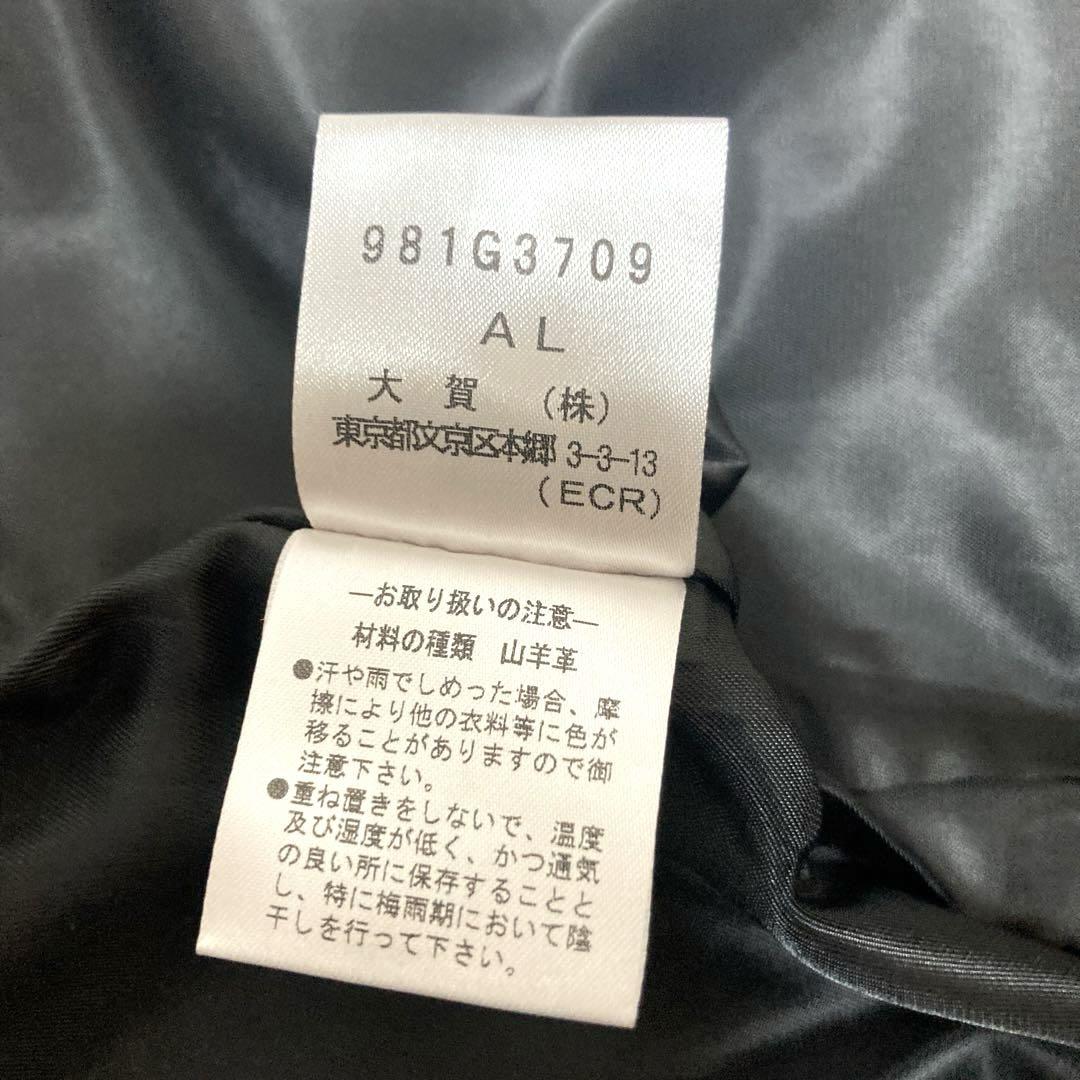 981G3709
AL
大賀 (株)
東京都文京区本郷 3-3-13
(ECR)
―お取り扱いの注意―
材料の種類 山羊革
●汗や雨でしめった場合、摩
擦により他の衣料等に色が
移ることがありますので御
注意下さい。
●重ね置きをしないで、温度
及び湿度が低く、かつ通気
の良い所に保存することと
し、特に梅雨期において陰
干しを行って下さい。